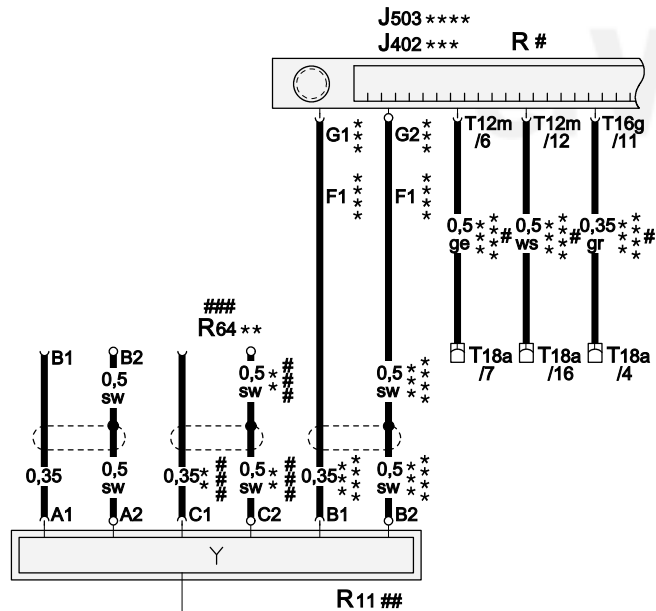 J503 ****
J402 *** R #
G1 *** G2 *** T12m/6 T12m/12 T16g/11
F1 **** F1 ****
0,5 ge **** # 0,5 ws **** # 0,35 gr **** #
###
R64 **
B1 B2 T18a/7 T18a/16 T18a/4
0,5 sw 0,5 sw ** ### 0,5 sw ****
0,35 0,5 sw 0,35 ** ### 0,5 sw ** ### 0,35 **** 0,5 sw ****
A1 A2 C1 C2 B1 B2
R11 ##